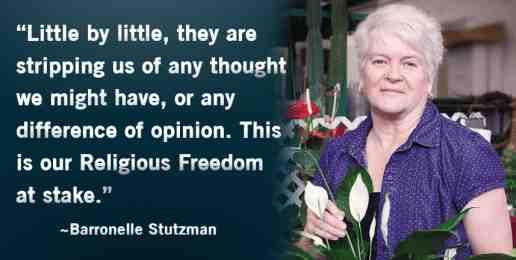 “Little by little, they are
stripping us of any thought
we might have, or any
difference of opinion. This
is our Religious Freedom
at stake.”
~Barronelle Stutzman